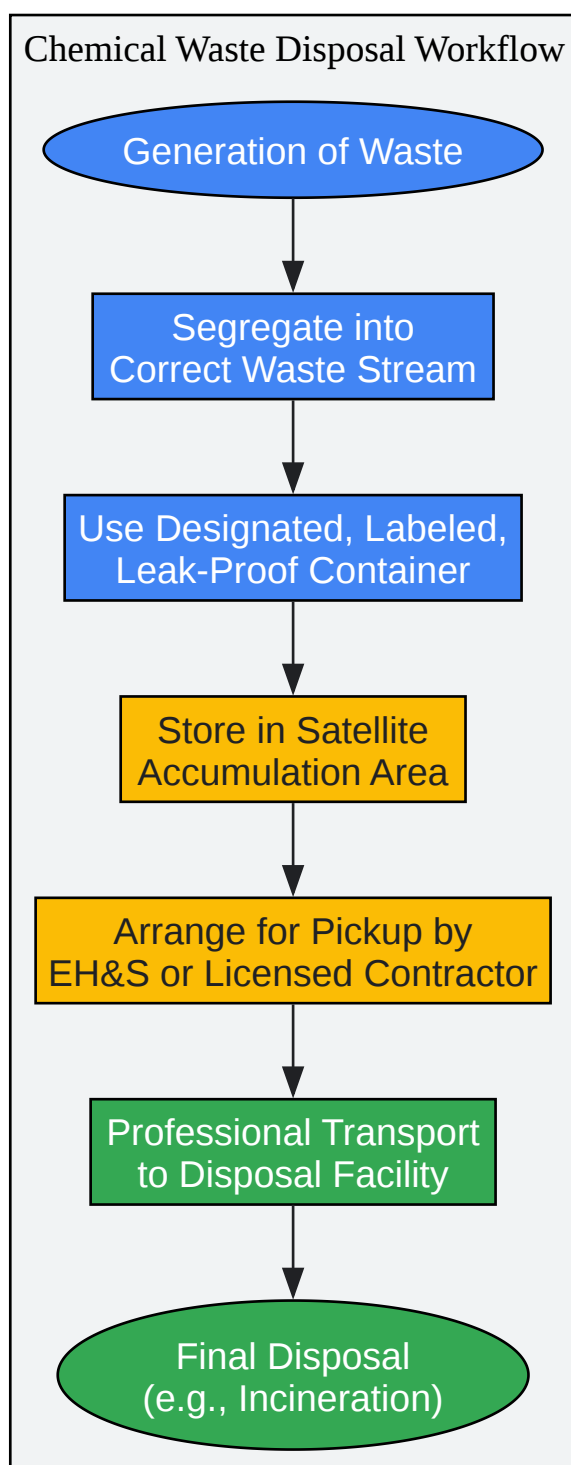 Chemical Waste Disposal Workflow
Generation of Waste
Segregate into
Correct Waste Stream
Use Designated, Labeled,
Leak-Proof Container
Store in Satellite
Accumulation Area
Arrange for Pickup by
EH&S or Licensed Contractor
Professional Transport
to Disposal Facility
Final Disposal
(e.g., Incineration)